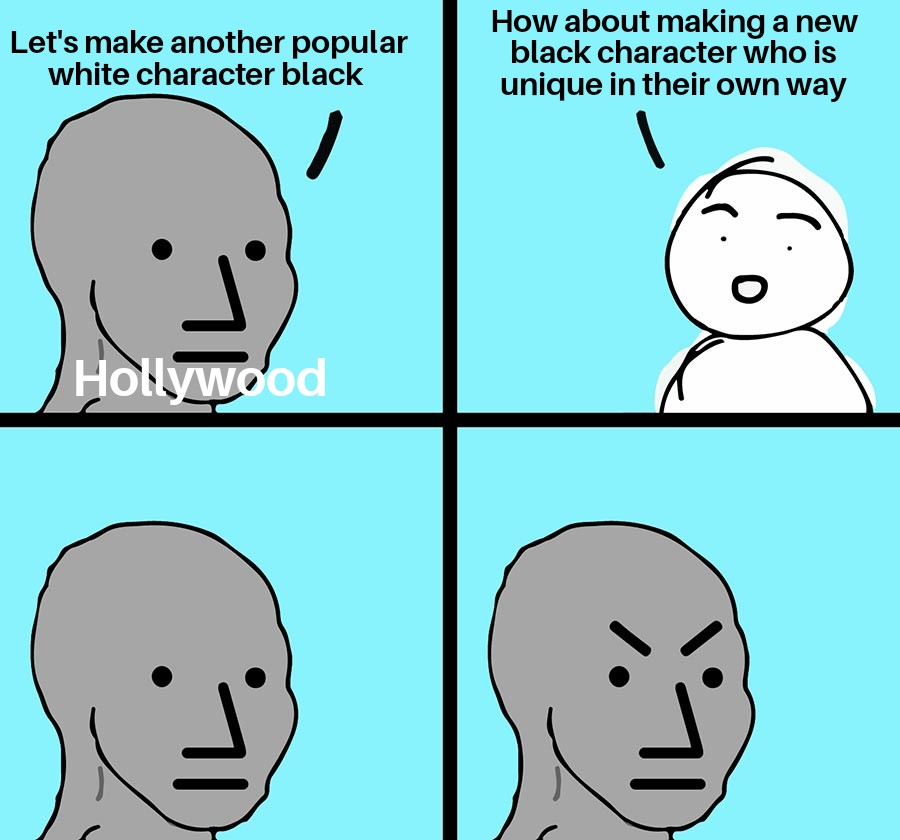 Let's make another popular
white character black
How about making a new
black character who is
unique in their own way
Hollywood